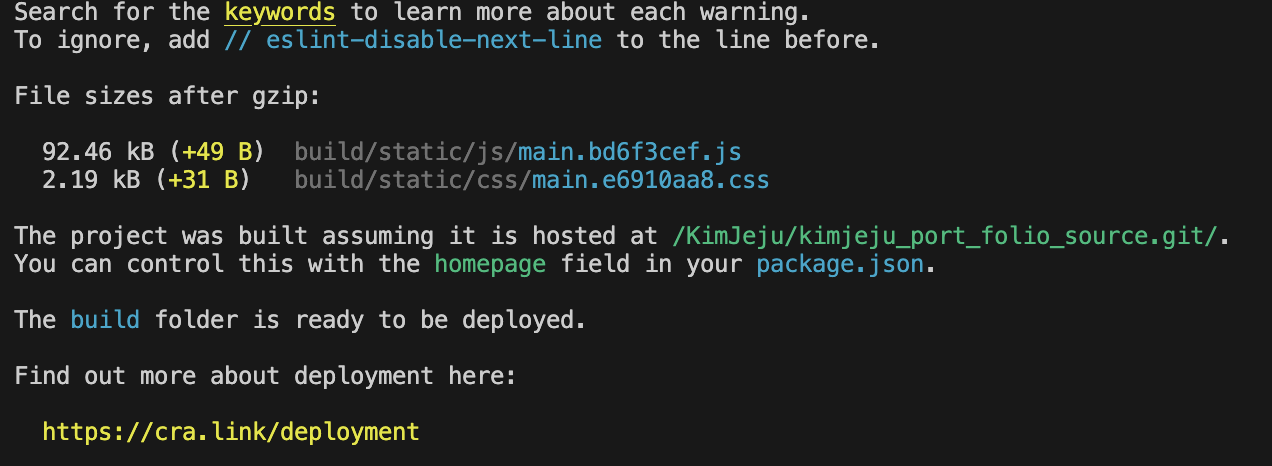 Search for the keywords to learn more about each warning.
To ignore, add // eslint-disable-next-line to the line before.
File sizes after gzip:
92.46 kB (+49 B)  build/static/js/main.bd6f3cef.js
2.19 kB (+31 B)   build/static/css/main.e6910aa8.css
The project was built assuming it is hosted at /KimJeju/kimjeju_port_folio_source.git/.
You can control this with the homepage field in your package.json.
The build folder is ready to be deployed.
Find out more about deployment here:
https://cra.link/deployment